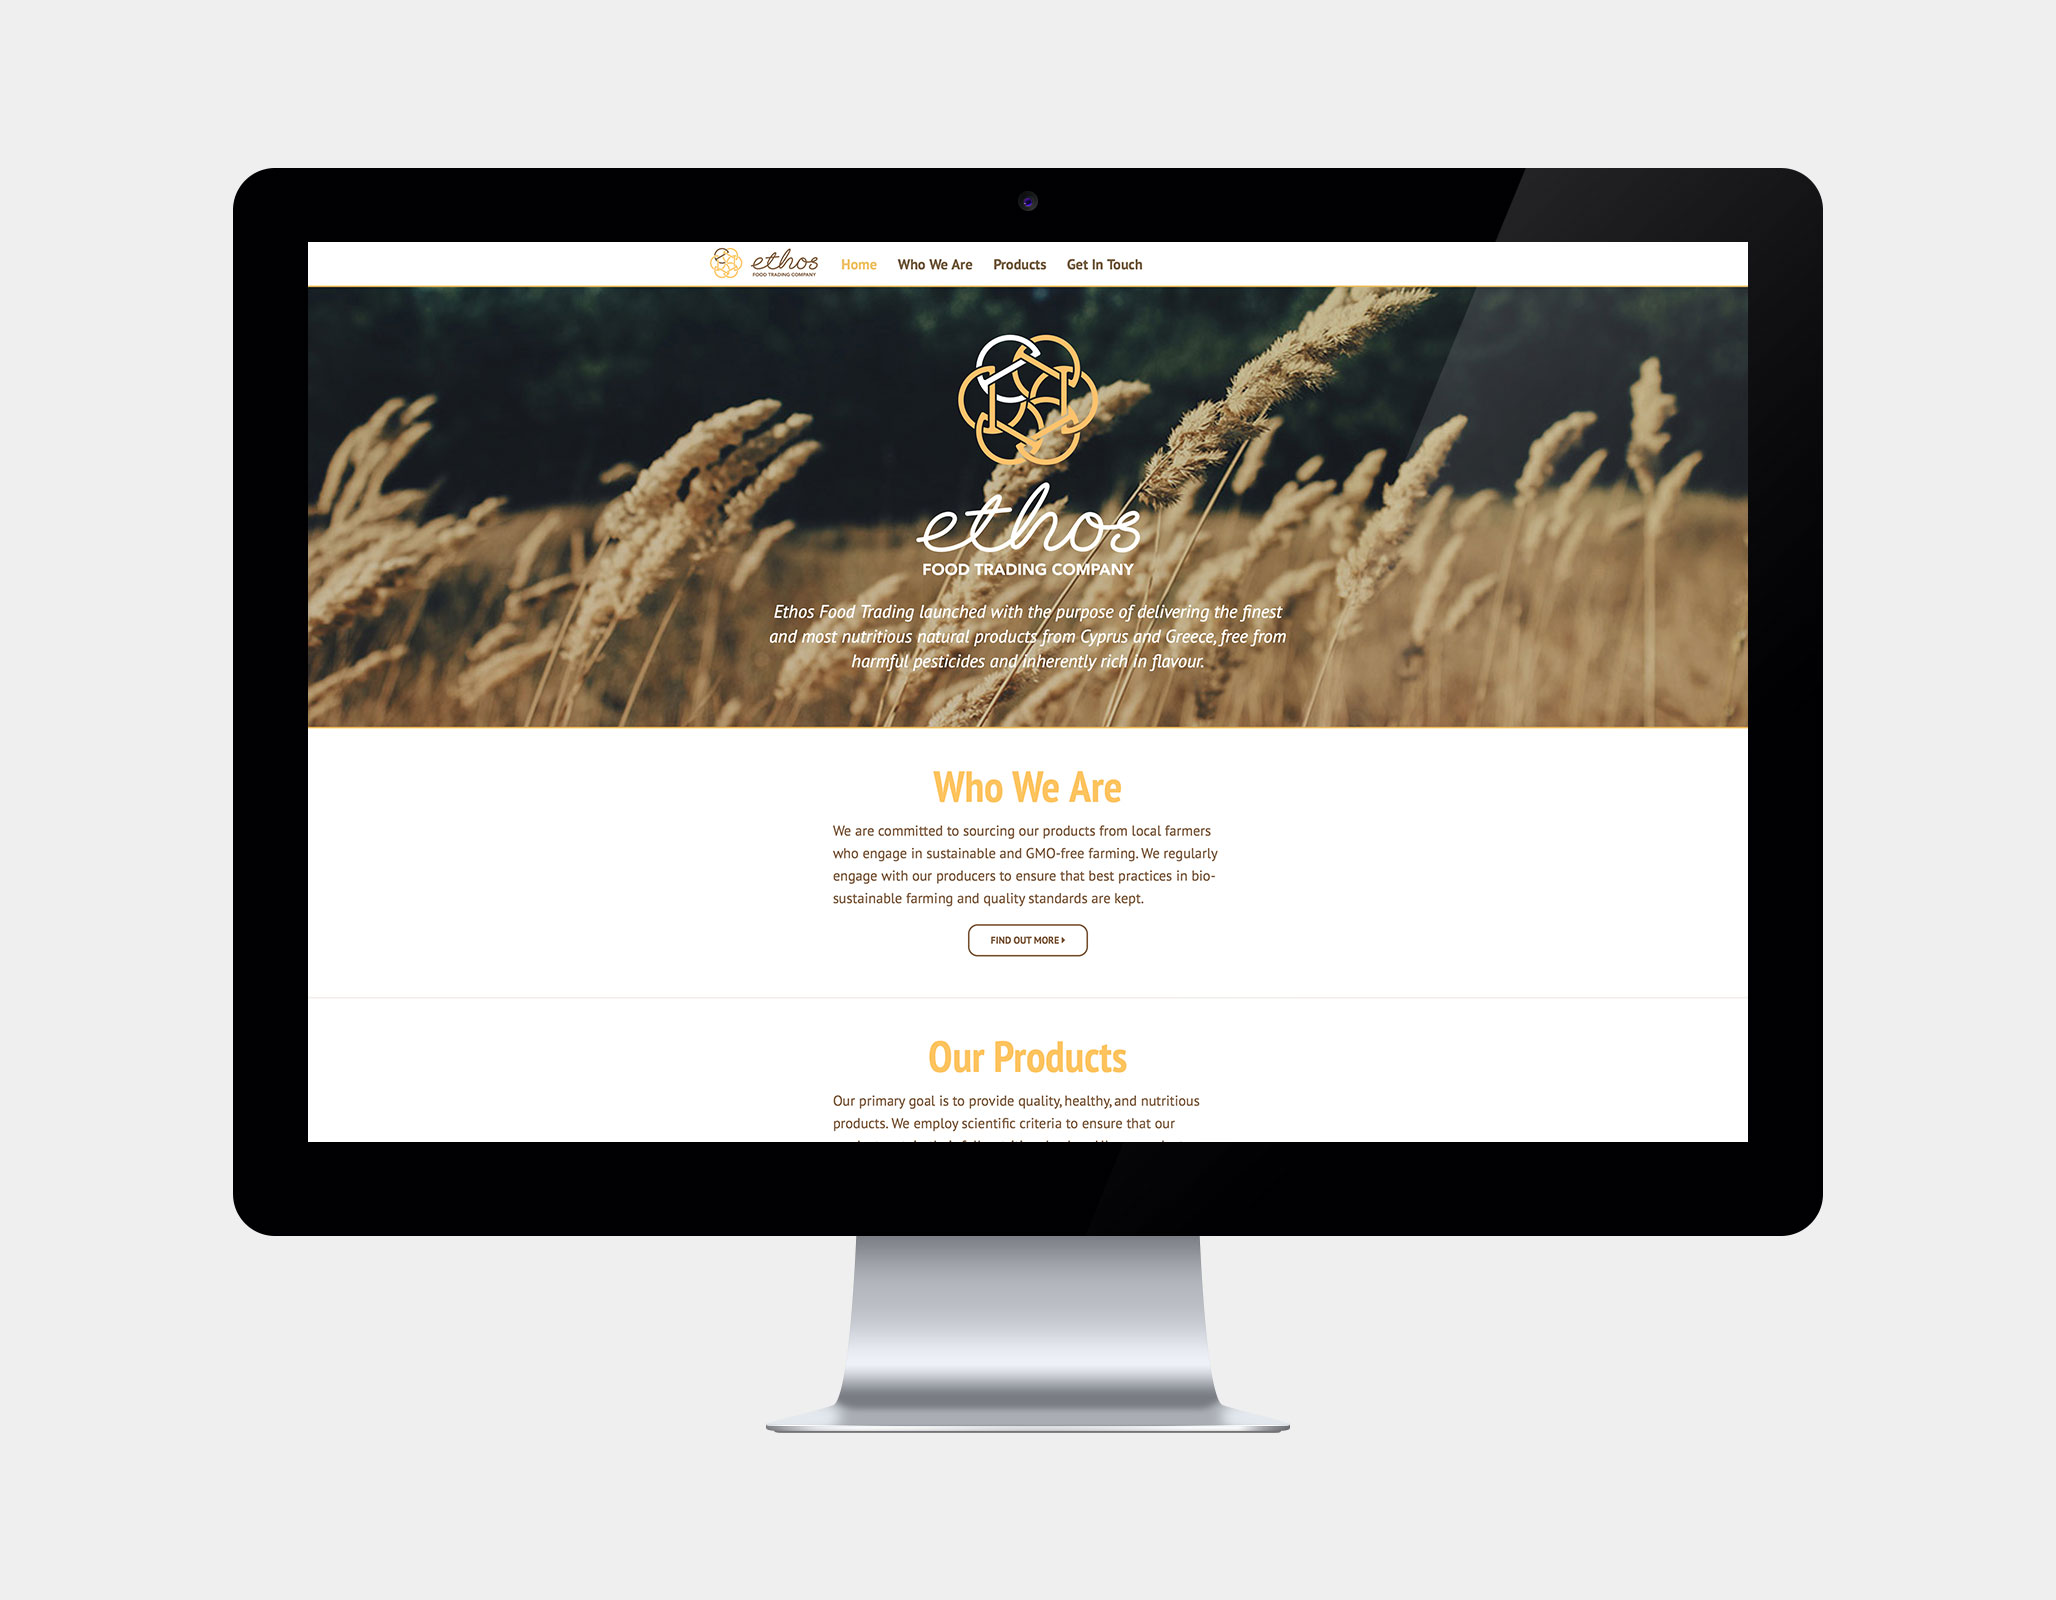 ethos
FOOD TRADING COMPANY
Home Who We Are Products Get In Touch
ethos
FOOD TRADING COMPANY
Ethos Food Trading launched with the purpose of delivering the finest
and most nutritious natural products from Cyprus and Greece, free from
harmful pesticides and inherently rich in flavour.
Who We Are
We are committed to sourcing our products from local farmers
who engage in sustainable and GMO-free farming. We regularly
engage with our producers to ensure that best practices in bio-
sustainable farming and quality standards are kept.
FIND OUT MORE
Our Products
Our primary goal is to provide quality, healthy, and nutritious
products. We employ scientific criteria to ensure that our